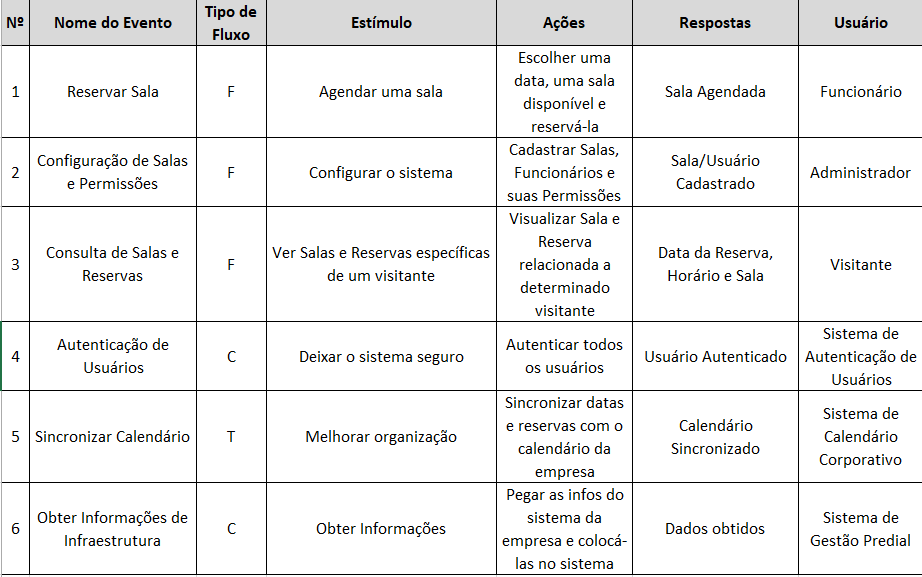 Nº
Nome do Evento
Tipo de
Fluxo
Estímulo
Ações
Respostas
Usuário
1
Reservar Sala
F
Agendar uma sala
Escolher uma
data, uma sala
disponível e
reservá-la
Sala Agendada
Funcionário
2
Configuração de Salas
e Permissões
F
Configurar o sistema
Cadastrar Salas,
Funcionários e
suas Permissões
Sala/Usuário
Cadastrado
Administrador
3
Consulta de Salas e
Reservas
F
Ver Salas e Reservas específicas
de um visitante
Visualizar Sala e
Reserva
relacionada a
determinado
visitante
Data da Reserva,
Horário e Sala
Visitante
4
Autenticação de
Usuários
C
Deixar o sistema seguro
Autenticar todos
os usuários
Usuário Autenticado
Sistema de
Autenticação de
Usuários
5
Sincronizar Calendário
T
Melhorar organização
Sincronizar datas
e reservas com o
calendário da
empresa
Calendário
Sincronizado
Sistema de
Calendário
Corporativo
6
Obter Informações de
Infraestrutura
C
Obter Informações
Pegar as infos do
sistema da
empresa e colocá-
las no sistema
Dados obtidos
Sistema de
Gestão Predial